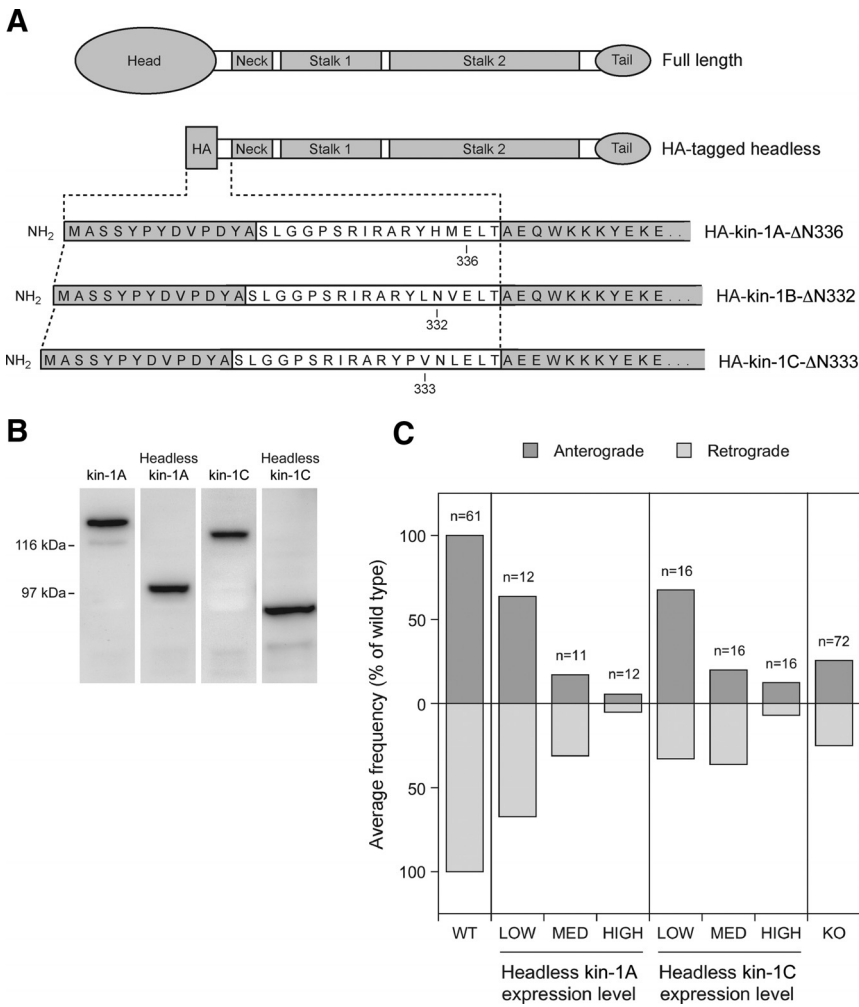 A
Head
Neck
Stalk 1
Stalk 2
Tail
Full length
HA
Neck
Stalk 1
Stalk 2
Tail
HA-tagged headless
NH2 MASSYPYDVPDYASLGGPSRIRARYHMELTAEQWKKKYEKE... HA-kin-1A-ΔN336
336
NH2 MASSYPYDVPDYASLGGPSRIRARYLNVELTAEQWKKKYEKE... HA-kin-1B-ΔN332
332
NH2 MASSYPYDVPDYASLGGPSRIRARYPVNLELTAEEWKKKYEKE... HA-kin-1C-ΔN333
333
B
kin-1A
Headless
kin-1A
kin-1C
Headless
kin-1C
116 kDa
97 kDa
C
Anterograde
Retrograde
Average frequency (% of wild type)
100
50
0
50
100
n=61
n=12
n=11
n=12
n=16
n=16
n=16
n=72
WT
LOW
MED
HIGH
LOW
MED
HIGH
KO
Headless kin-1A
expression level
Headless kin-1C
expression level